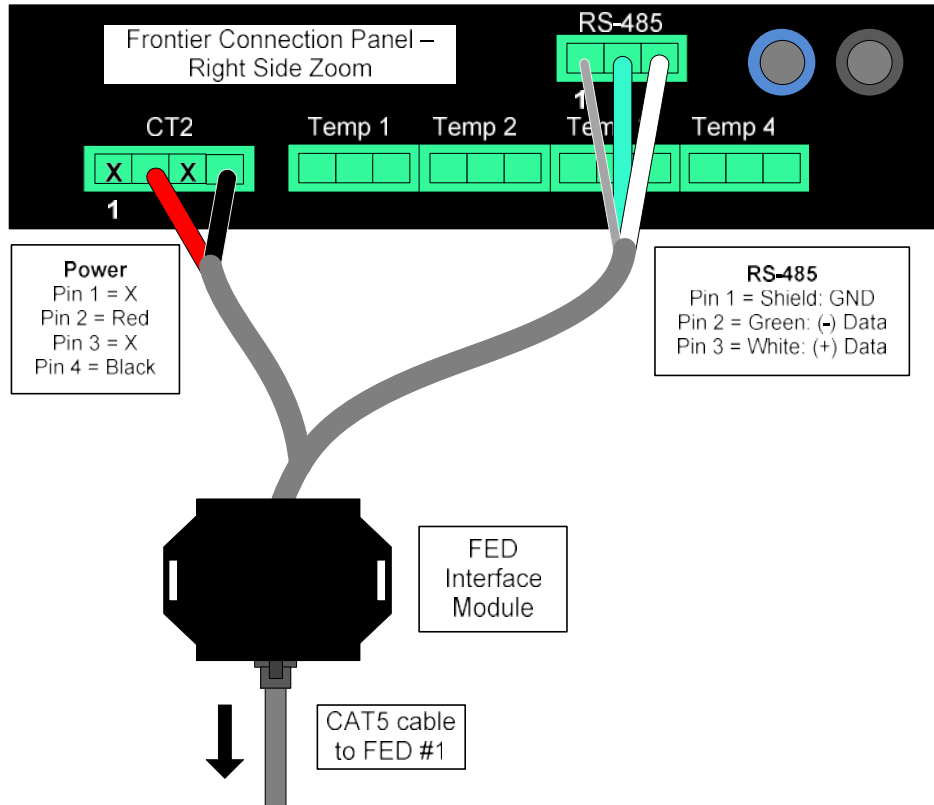 Frontier Connection Panel –
Right Side Zoom
RS-485
1
CT2
Temp 1
Temp 2
Tem
Temp 4
X
X
1
Power
Pin 1 = X
Pin 2 = Red
Pin 3 = X
Pin 4 = Black
RS-485
Pin 1 = Shield: GND
Pin 2 = Green: (-) Data
Pin 3 = White: (+) Data
FED
Interface
Module
CAT5 cable
to FED #1